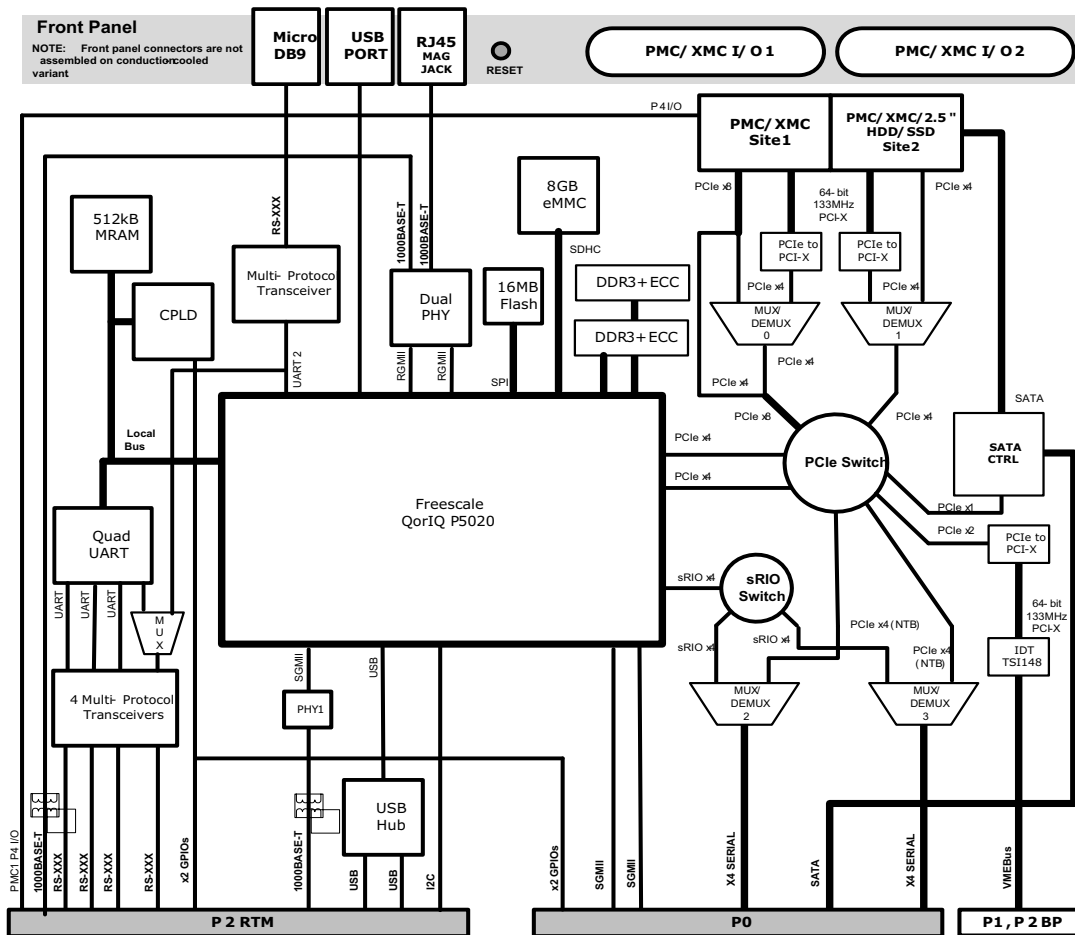 Front Panel
NOTE: Front panel connectors are not
assembled on conductioncooled
variant
Micro
DB9
USB
PORT
RJ45
MAG
JACK
RESET
PMC/ XMC I/ O 1
PMC/ XMC I/ O 2
P 4 I/O
PMC/ XMC
Site1
PMC/ XMC/ 2.5 "
HDD/ SSD
Site2
512kB
MRAM
CPLD
RS-XXX
Multi- Protocol
Transceiver
1000BASE-T
1000BASE-T
Dual
PHY
8GB
eMMC
SDHC
16MB
Flash
DDR3+ECC
DDR3+ECC
PCIe x8
64- bit
133MHz
PCI-X
PCIe x4
PCIe to
PCI-X
PCIe to
PCI-X
PCIe x4
PCIe x4
MUX/
DEMUX
0
MUX/
DEMUX
1
UART 2
RGMII
RGMII
SPI
PCIe x4
PCIe x4
PCIe x8
PCIe x4
SATA
Local
Bus
Freescale
QorIQ P5020
PCIe x4
PCIe x4
PCIe Switch
SATA
CTRL
PCIe x1
PCIe x2
PCIe to
PCI-X
Quad
UART
UART
UART
UART
M
U
X
sRIO x4
sRIO
Switch
64- bit
133MHz
PCI-X
PCIe x4 ( NTB)
sRIO x4
sRIO x4
PCIe x4
( NTB)
IDT
TSI148
SGMII
USB
4 Multi- Protocol
Transceivers
PHY1
MUX/
DEMUX
2
MUX/
DEMUX
3
USB
Hub
PMC1 P4 I/O
1000BASE-T
RS-XXX
RS-XXX
RS-XXX
RS-XXX
x2 GPIOs
1000BASE-T
USB
USB
I2C
x2 GPIOs
SGMII
SGMII
X4 SERIAL
SATA
X4 SERIAL
VMEBus
P 2 RTM
P0
P1 , P 2 BP